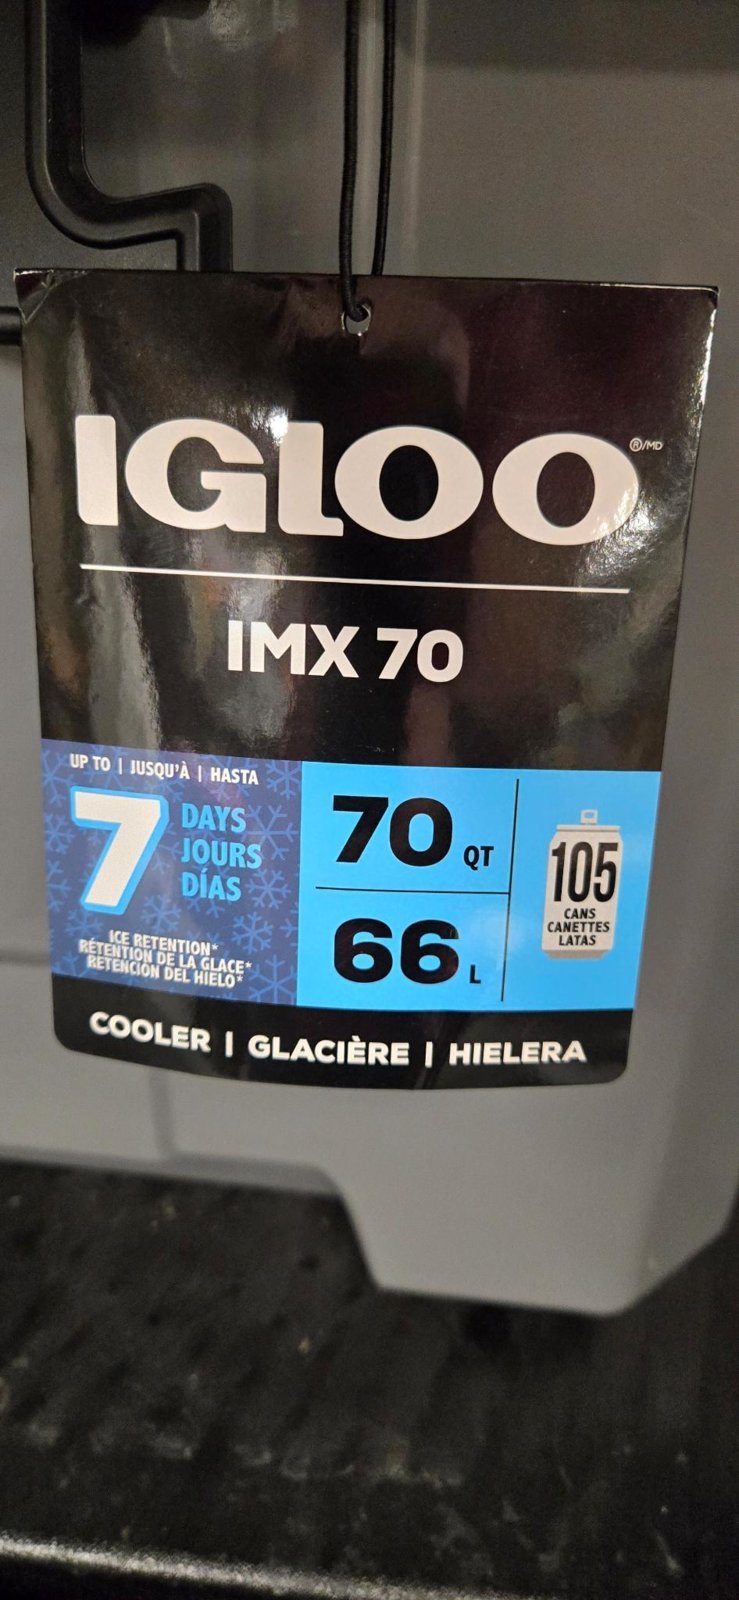 IGLOO ®/MD
IMX 70
UP TO | JUSQU'À | HASTA
7 DAYS
JOURS
DÍAS
ICE RETENTION*
RÉTENTION DE LA GLACE*
RETENCIÓN DEL HIELO*
70 QT
66 L
105
CANS
CANETTES
LATAS
COOLER | GLACIÈRE | HIELERA